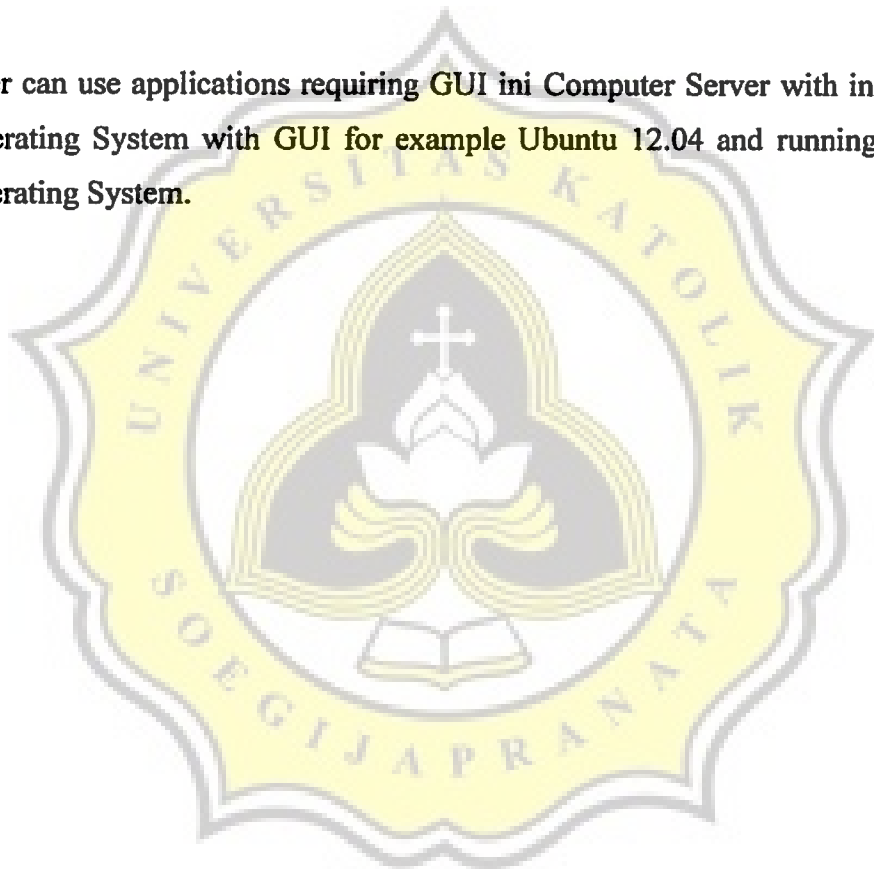 er can use applications requiring GUI ini Computer Server with in
erating System with GUI for example Ubuntu 12.04 and running
erating System.
UNIVERSITAS KATOLIK
SOEGIJAPRANATA